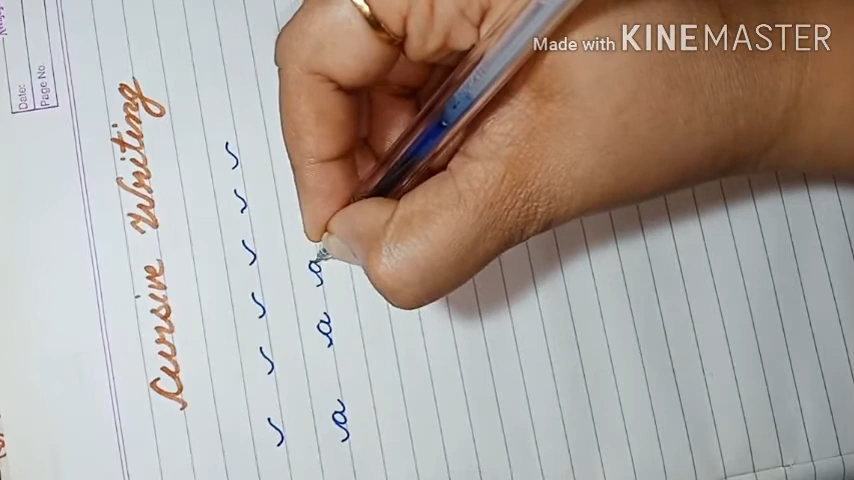 Date:
Page No
Cursive Writing
a a a
Made with KINEMASTER